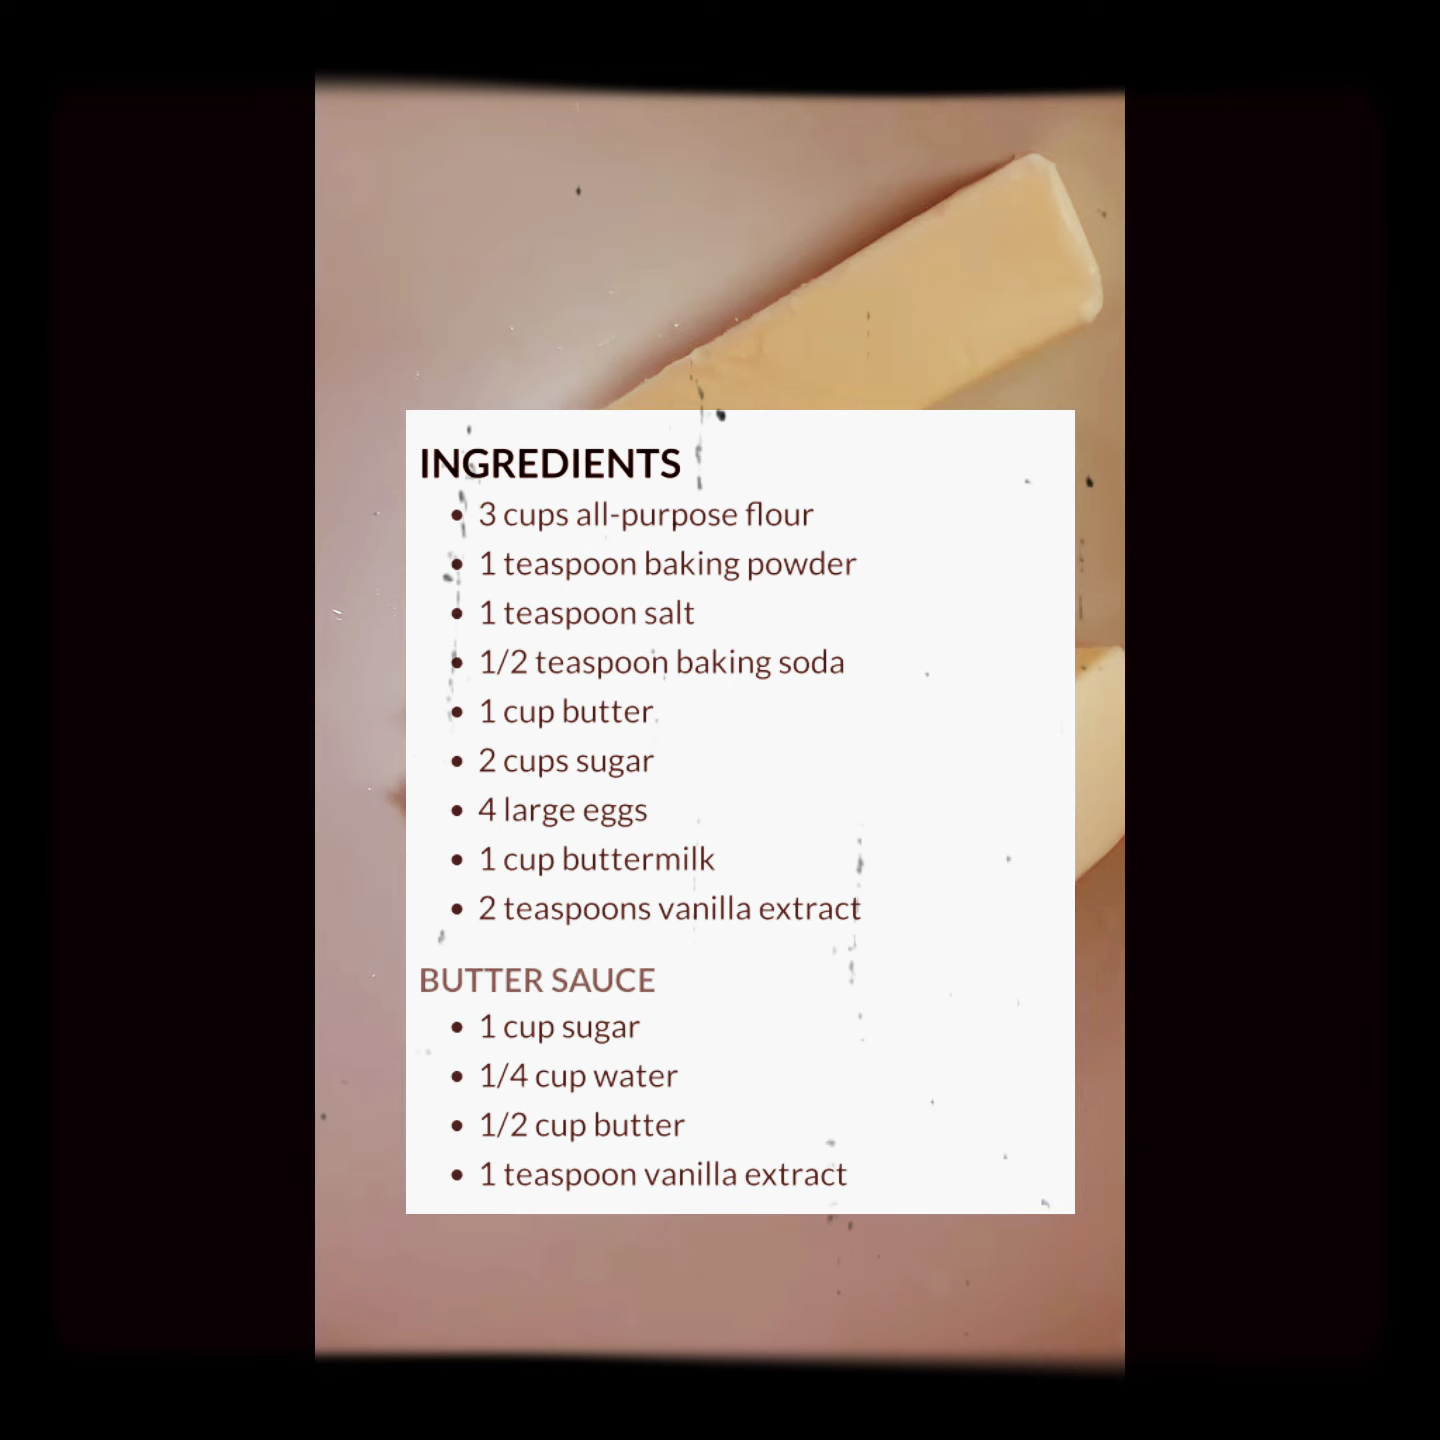 INGREDIENTS
• 3 cups all-purpose flour
• 1 teaspoon baking powder
• 1 teaspoon salt
• 1/2 teaspoon baking soda
• 1 cup butter
• 2 cups sugar
• 4 large eggs
• 1 cup buttermilk
• 2 teaspoons vanilla extract
BUTTER SAUCE
• 1 cup sugar
• 1/4 cup water
• 1/2 cup butter
• 1 teaspoon vanilla extract